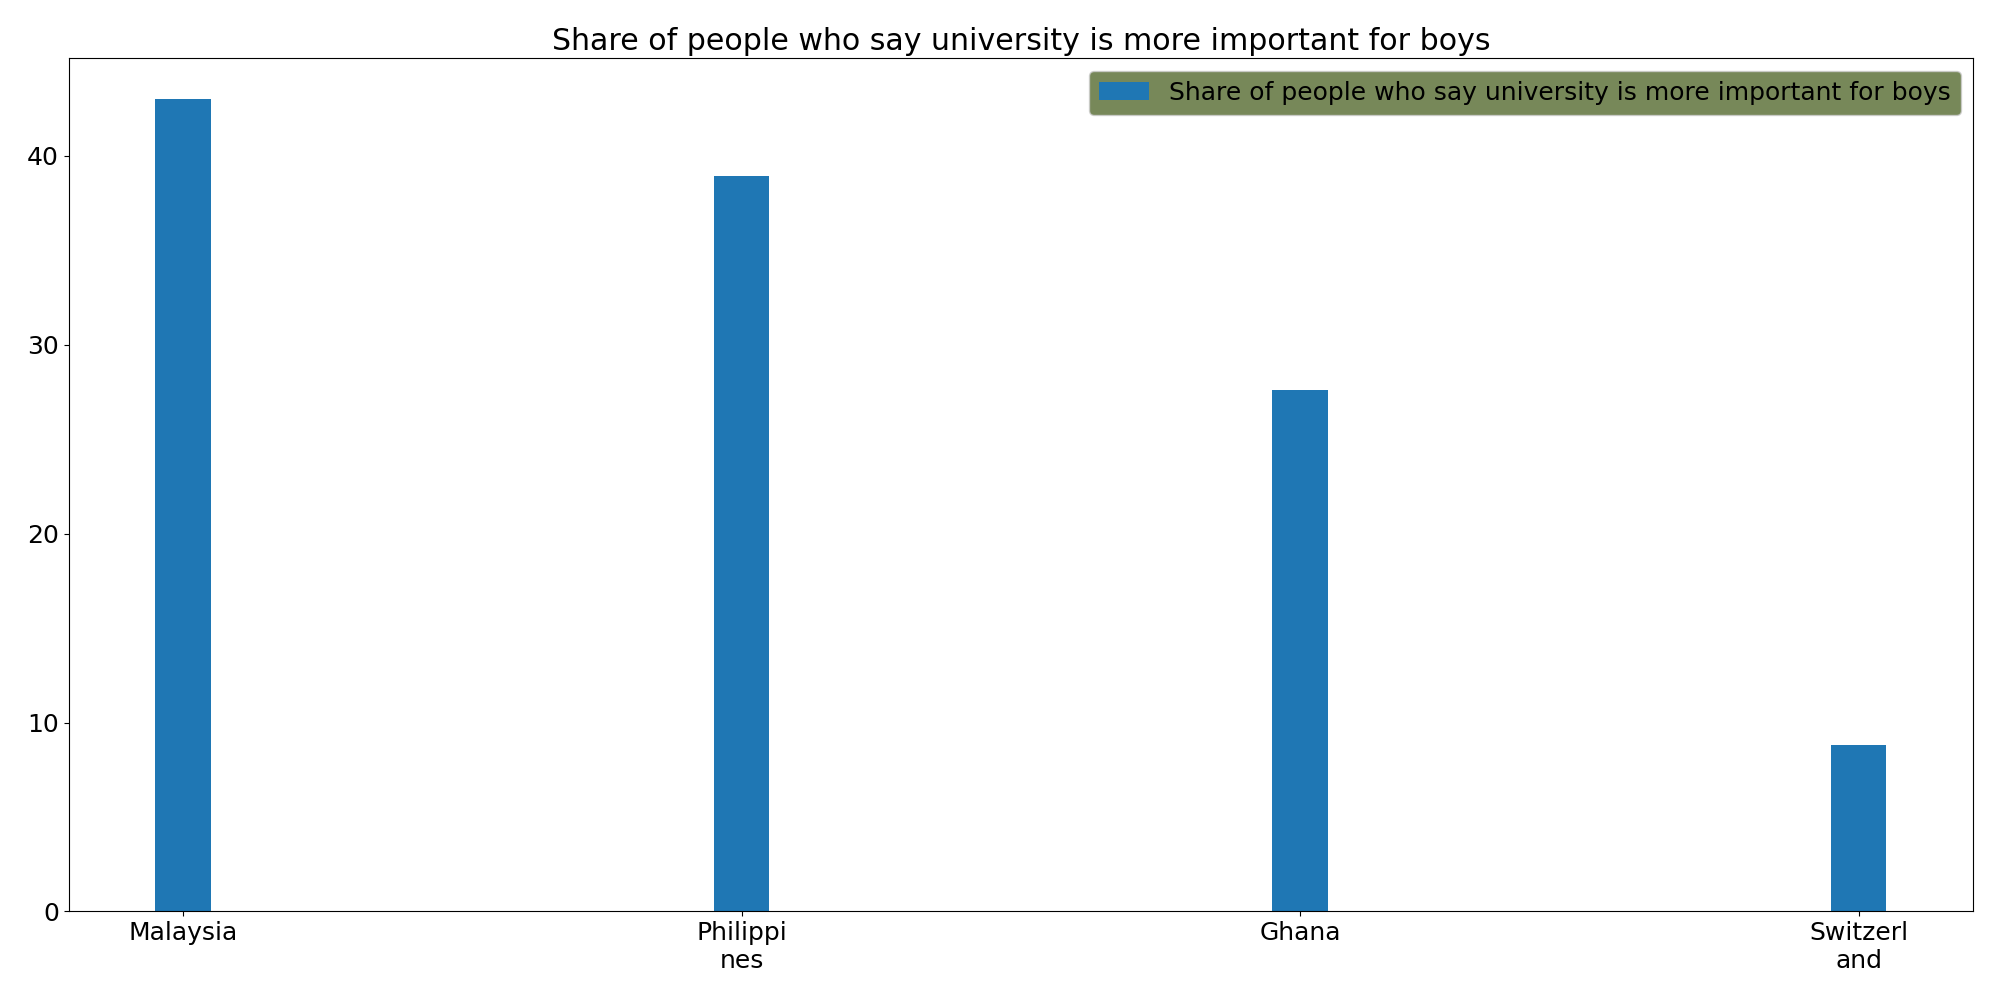 Share of people who say university is more important for boys
Share of people who say university is more important for boys
40
30
20
10
0
Malaysia
Philippi
nes
Ghana
Switzerl
and